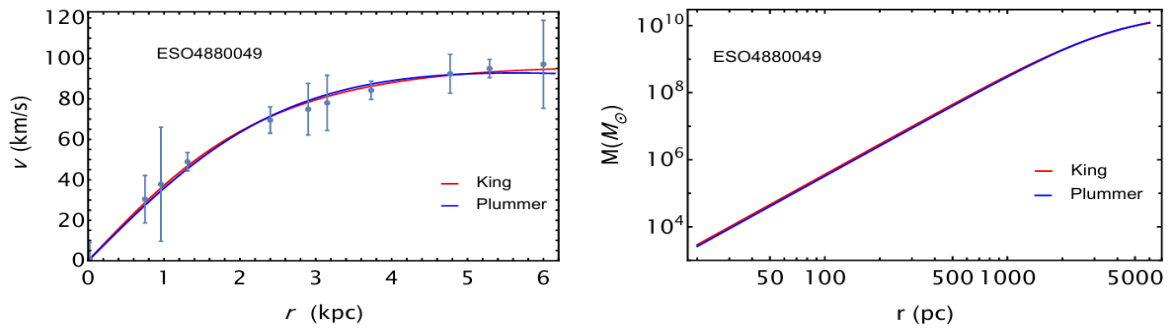 120
100
80
60
40
20
0
v (km/s)
ESO4880049
King
Plummer
0 1 2 3 4 5 6
r (kpc)
10^10
10^8
10^6
10^4
M(M_⊙)
ESO4880049
King
Plummer
50 100 500 1000 5000
r (pc)